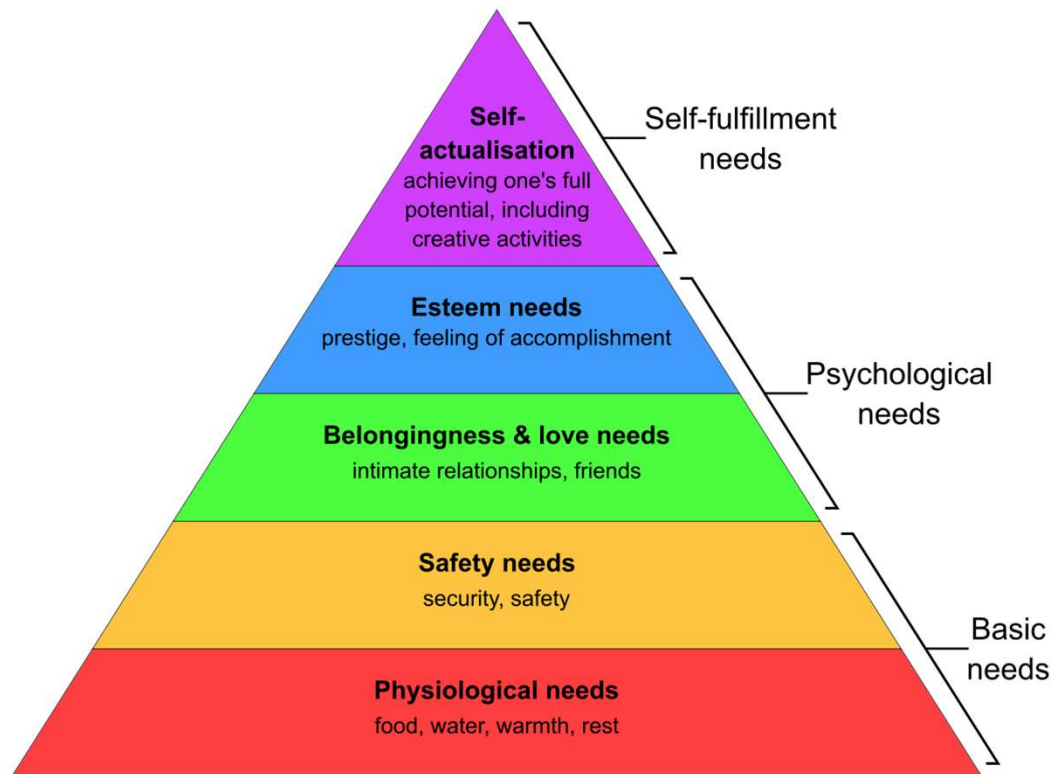 Self-
actualisation
achieving one's full
potential, including
creative activities
Self-fulfillment
needs
Esteem needs
prestige, feeling of accomplishment
Psychological
needs
Belongingness & love needs
intimate relationships, friends
Safety needs
security, safety
Basic
needs
Physiological needs
food, water, warmth, rest